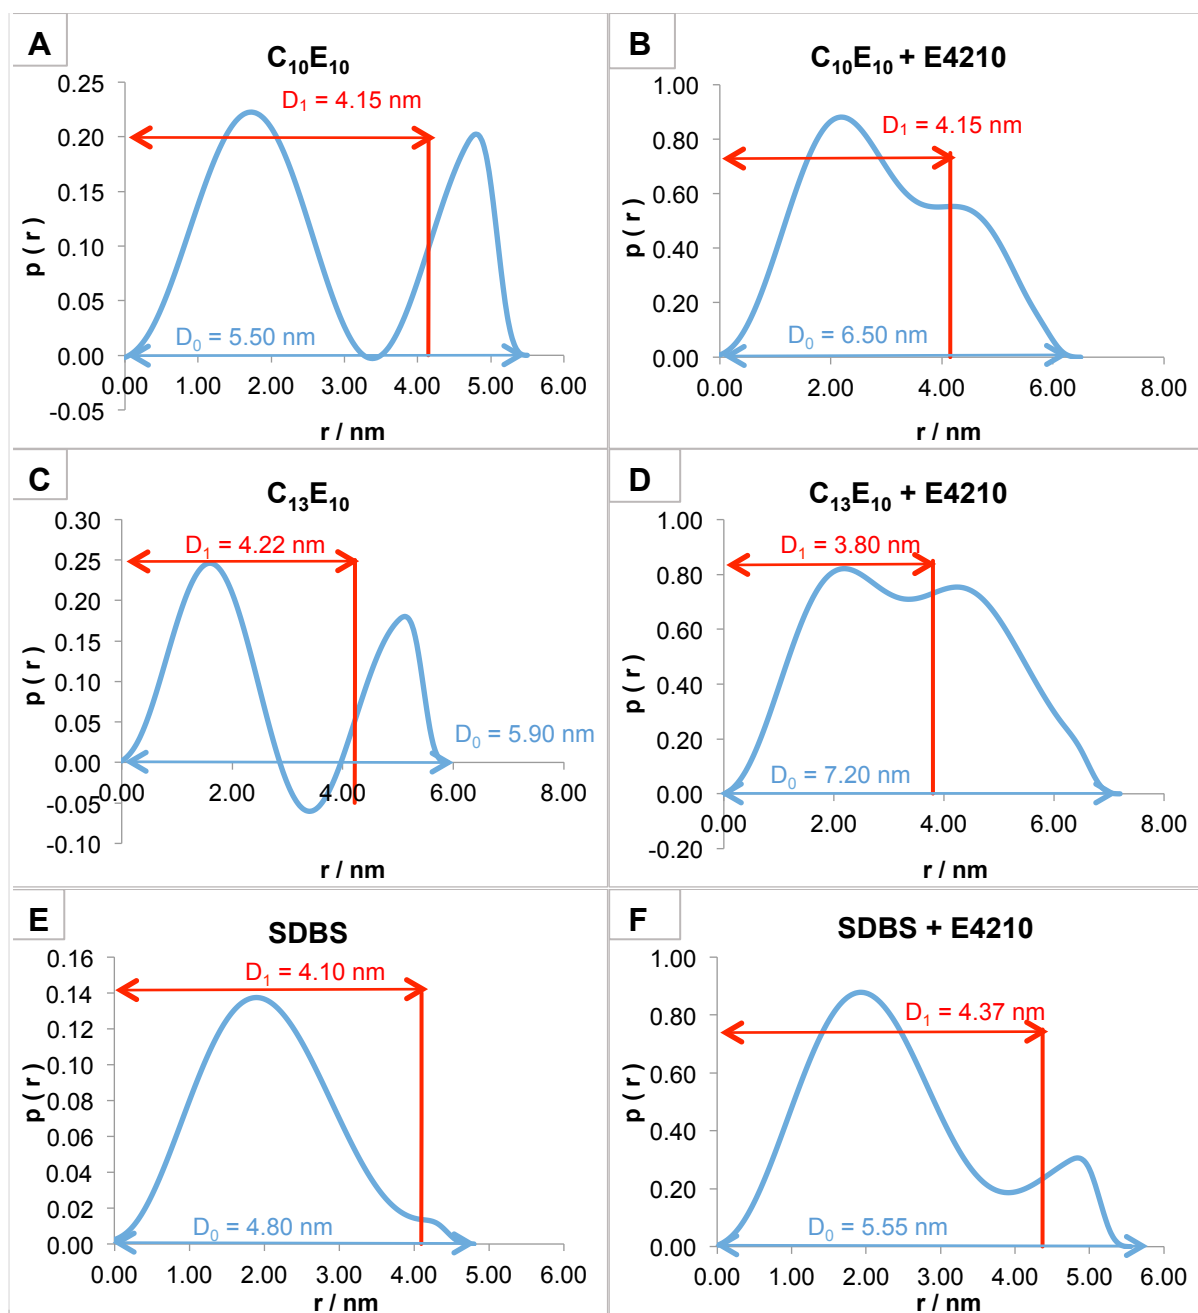 A
C10E10
D1 = 4.15 nm
D0 = 5.50 nm
p ( r )
0.25
0.20
0.15
0.10
0.05
0.00
-0.05
0.00 1.00 2.00 3.00 4.00 5.00 6.00
r / nm
B
C10E10 + E4210
D1 = 4.15 nm
D0 = 6.50 nm
p ( r )
1.00
0.80
0.60
0.40
0.20
0.00
0.00 2.00 4.00 6.00 8.00
r / nm
C
C13E10
D1 = 4.22 nm
D0 = 5.90 nm
p ( r )
0.30
0.25
0.20
0.15
0.10
0.05
0.00
-0.05
-0.10
0.00 2.00 4.00 6.00 8.00
r / nm
D
C13E10 + E4210
D1 = 3.80 nm
D0 = 7.20 nm
p ( r )
1.00
0.80
0.60
0.40
0.20
0.00
-0.20
0.00 2.00 4.00 6.00 8.00
r / nm
E
SDBS
D1 = 4.10 nm
D0 = 4.80 nm
p ( r )
0.16
0.14
0.12
0.10
0.08
0.06
0.04
0.02
0.00
0.00 1.00 2.00 3.00 4.00 5.00 6.00
r / nm
F
SDBS + E4210
D1 = 4.37 nm
D0 = 5.55 nm
p ( r )
1.00
0.80
0.60
0.40
0.20
0.00
0.00 1.00 2.00 3.00 4.00 5.00 6.00
r / nm